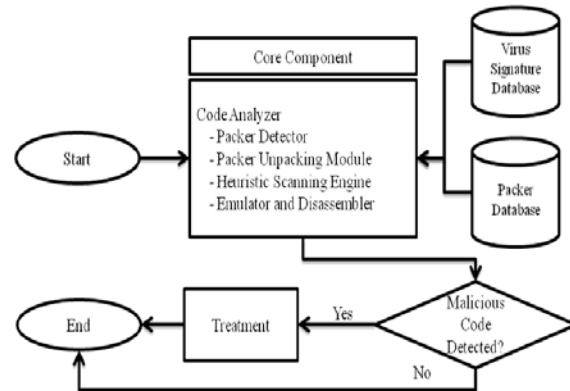 Core Component
Virus
Signature
Database
Start
Code Analyzer
- Packer Detector
- Packer Unpacking Module
- Heuristic Scanning Engine
- Emulator and Disassembler
Packer
Database
End
Treatment
Yes
Malicious
Code
Detected?
No